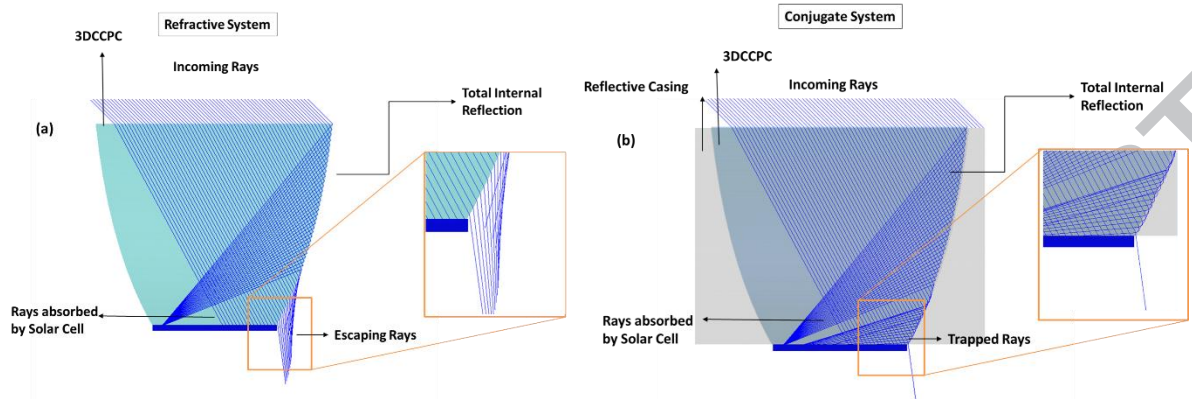 Refractive System
3DCCPC
Incoming Rays
Total Internal
Reflection
(a)
Rays absorbed
by Solar Cell
Escaping Rays
Conjugate System
3DCCPC
Reflective Casing
Incoming Rays
Total Internal
Reflection
(b)
Rays absorbed
by Solar Cell
Trapped Rays